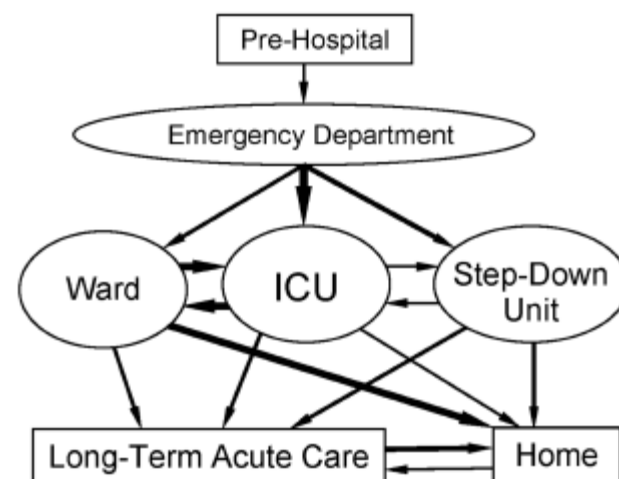 Pre-Hospital
Emergency Department
Ward
ICU
Step-Down
Unit
Long-Term Acute Care
Home